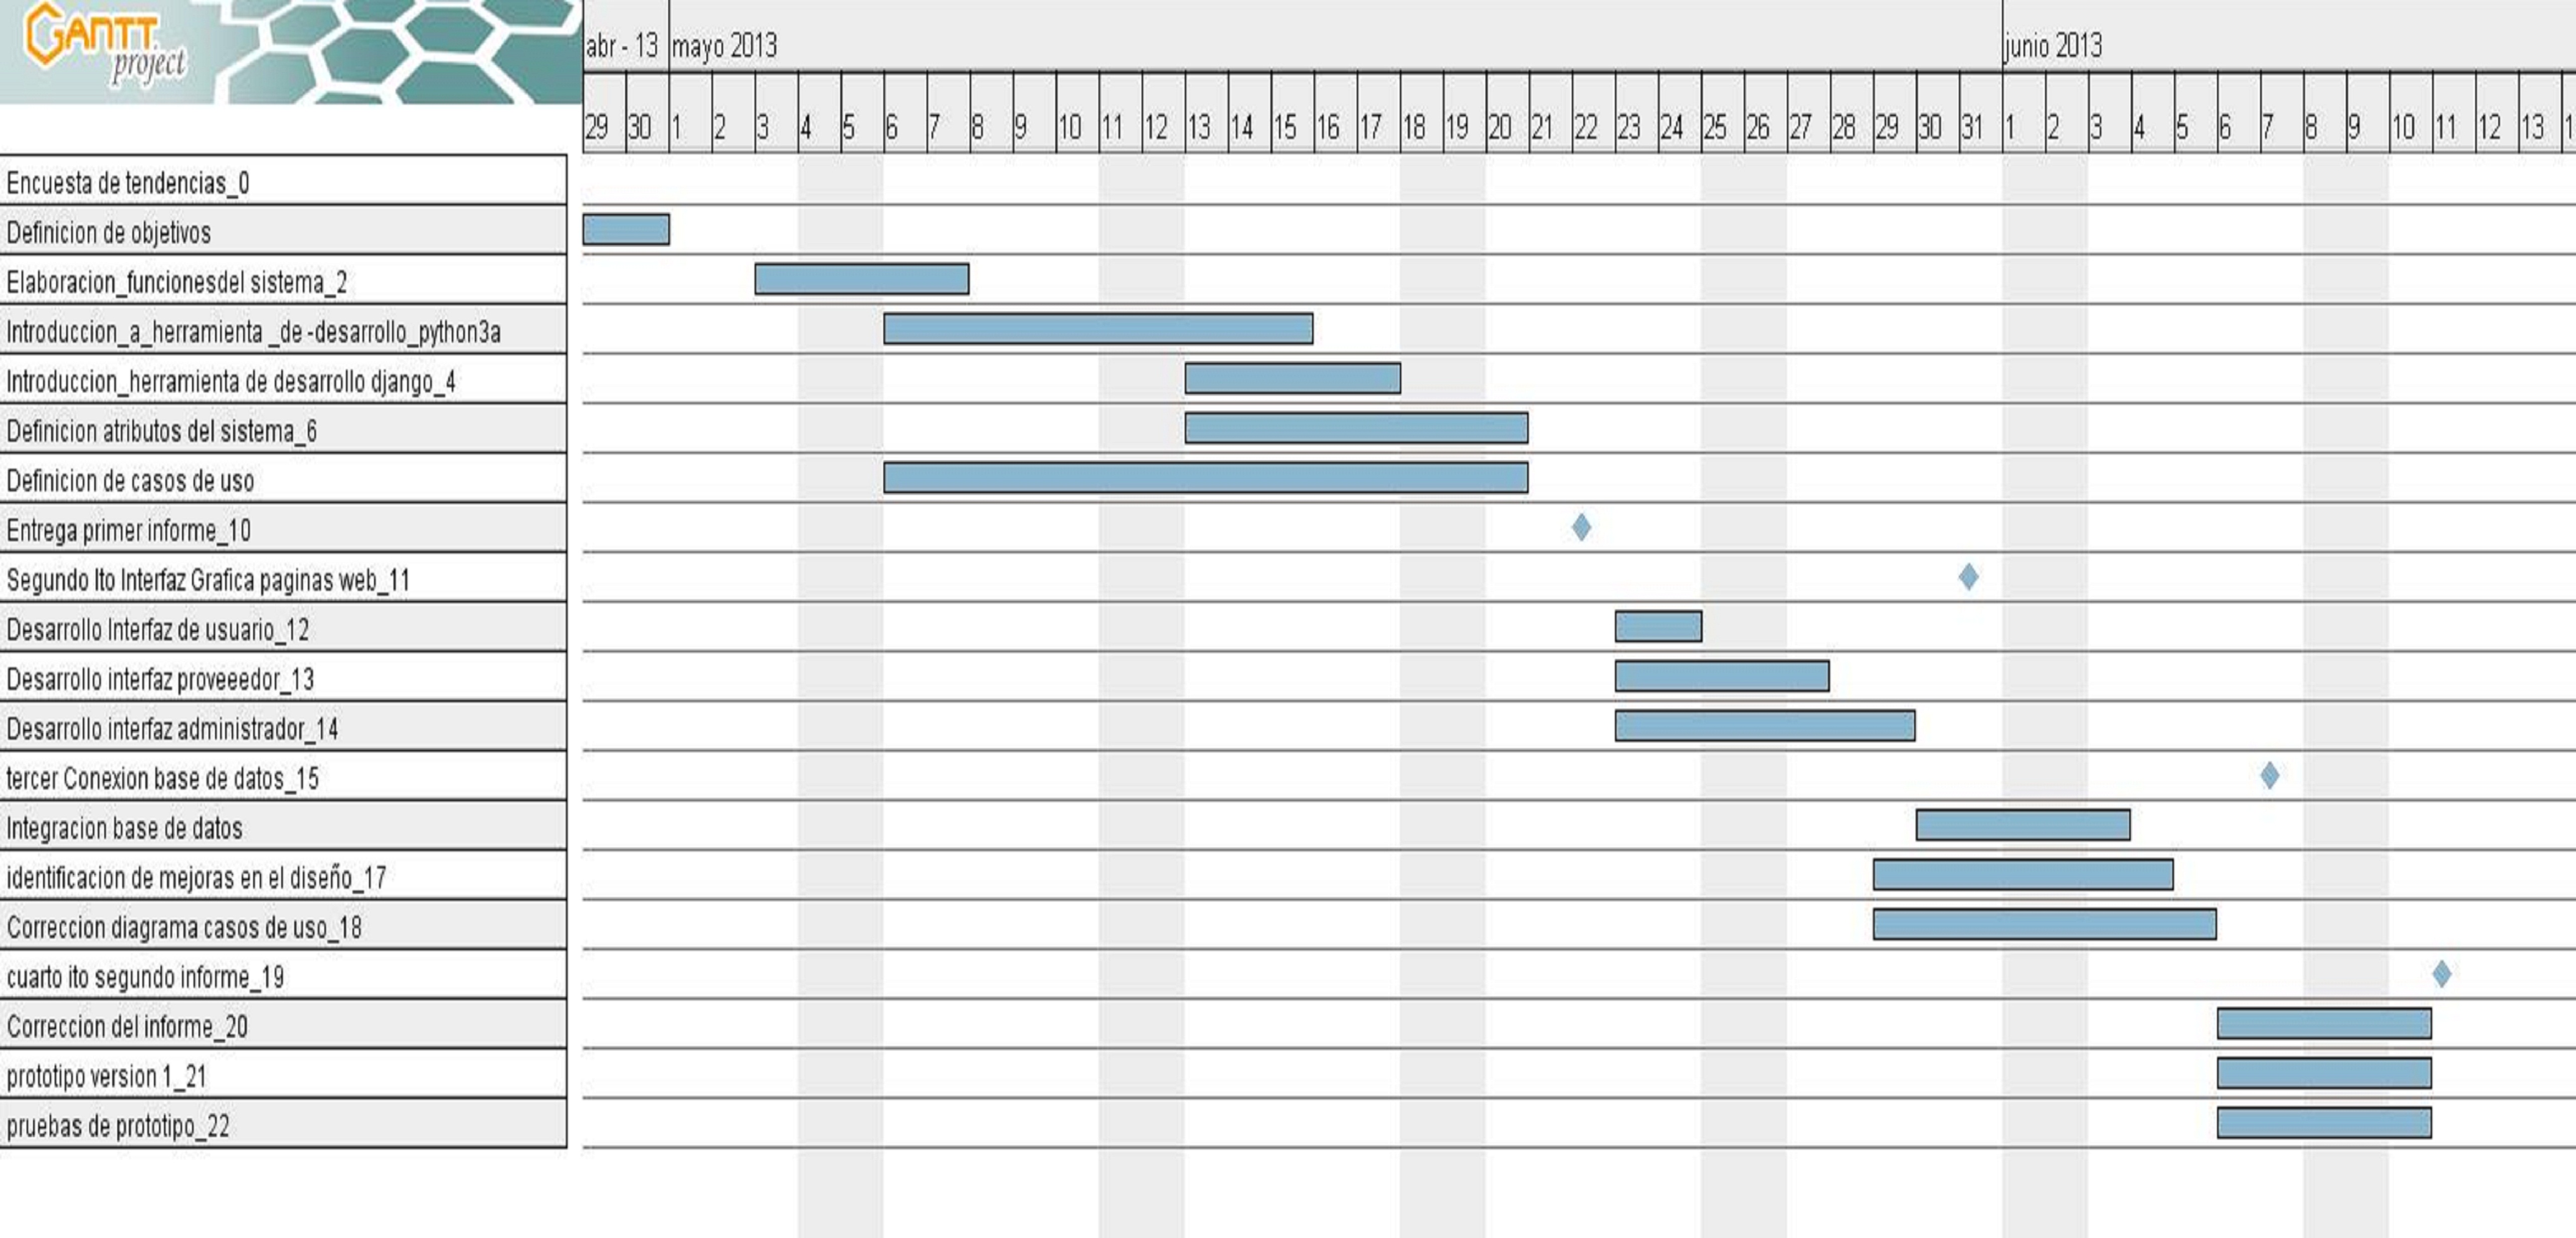 GANTT
project
abr - 13 mayo 2013 junio 2013
29 30 1 2 3 4 5 6 7 8 9 10 11 12 13 14 15 16 17 18 19 20 21 22 23 24 25 26 27 28 29 30 31 1 2 3 4 5 6 7 8 9 10 11 12 13 1
Encuesta de tendencias_0
Definicion de objetivos
Elaboracion_funcionesdel sistema_2
Introduccion_a_herramienta _de -desarrollo_python3a
Introduccion_herramienta de desarrollo django_4
Definicion atributos del sistema_6
Definicion de casos de uso
Entrega primer informe_10
Segundo Ito Interfaz Grafica paginas web_11
Desarrollo Interfaz de usuario_12
Desarrollo interfaz proveeedor_13
Desarrollo interfaz administrador_14
tercer Conexion base de datos_15
Integracion base de datos
identificacion de mejoras en el diseño_17
Correccion diagrama casos de uso_18
cuarto ito segundo informe_19
Correccion del informe_20
prototipo version 1_21
pruebas de prototipo_22